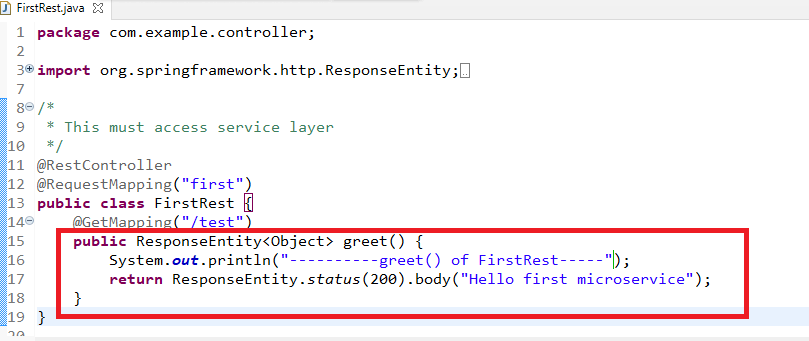 FirstRest.java
1 package com.example.controller;
2
3 import org.springframework.http.ResponseEntity;
7
8 /*
9 * This must access service layer
10 */
11 @RestController
12 @RequestMapping("first")
13 public class FirstRest {
14 @GetMapping("/test")
15 public ResponseEntity<Object> greet() {
16 System.out.println("----------greet() of FirstRest-----");
17 return ResponseEntity.status(200).body("Hello first microservice");
18 }
19 }
20